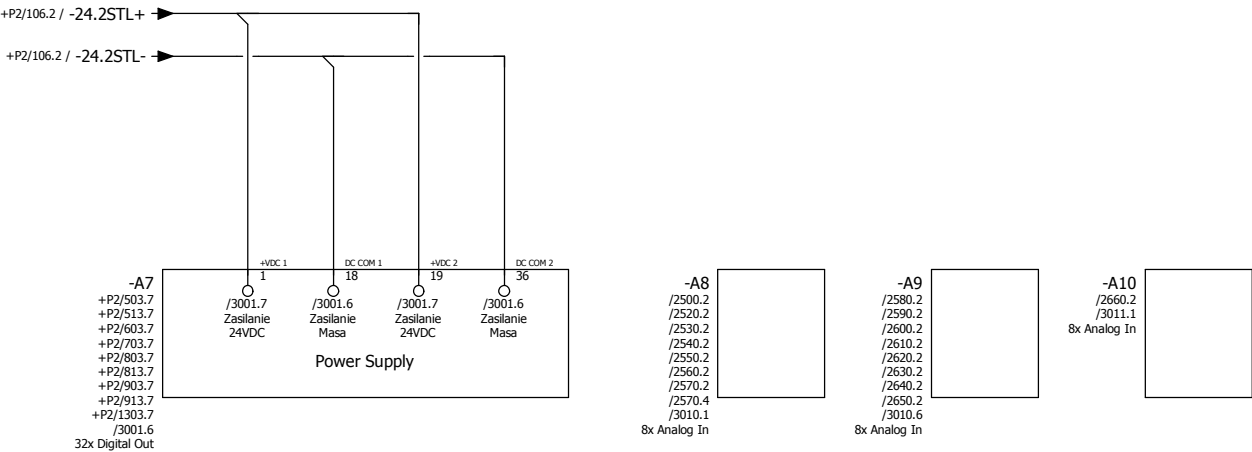 +P2/106.2 / -24.2STL+
+P2/106.2 / -24.2STL-
+VDC 1
1
DC COM 1
18
+VDC 2
19
DC COM 2
36
-A7
+P2/503.7
+P2/513.7
+P2/603.7
+P2/703.7
+P2/803.7
+P2/813.7
+P2/903.7
+P2/913.7
+P2/1303.7
/3001.6
32x Digital Out
/3001.7
Zasilanie
24VDC
/3001.6
Zasilanie
Masa
/3001.7
Zasilanie
24VDC
/3001.6
Zasilanie
Masa
Power Supply
-A8
/2500.2
/2520.2
/2530.2
/2540.2
/2550.2
/2560.2
/2570.2
/2570.4
/3010.1
8x Analog In
-A9
/2580.2
/2590.2
/2600.2
/2610.2
/2620.2
/2630.2
/2640.2
/2650.2
/3010.6
8x Analog In
-A10
/2660.2
/3011.1
8x Analog In